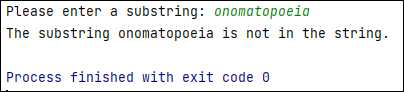 Please enter a substring: onomatopoeia
The substring onomatopoeia is not in the string.
Process finished with exit code 0